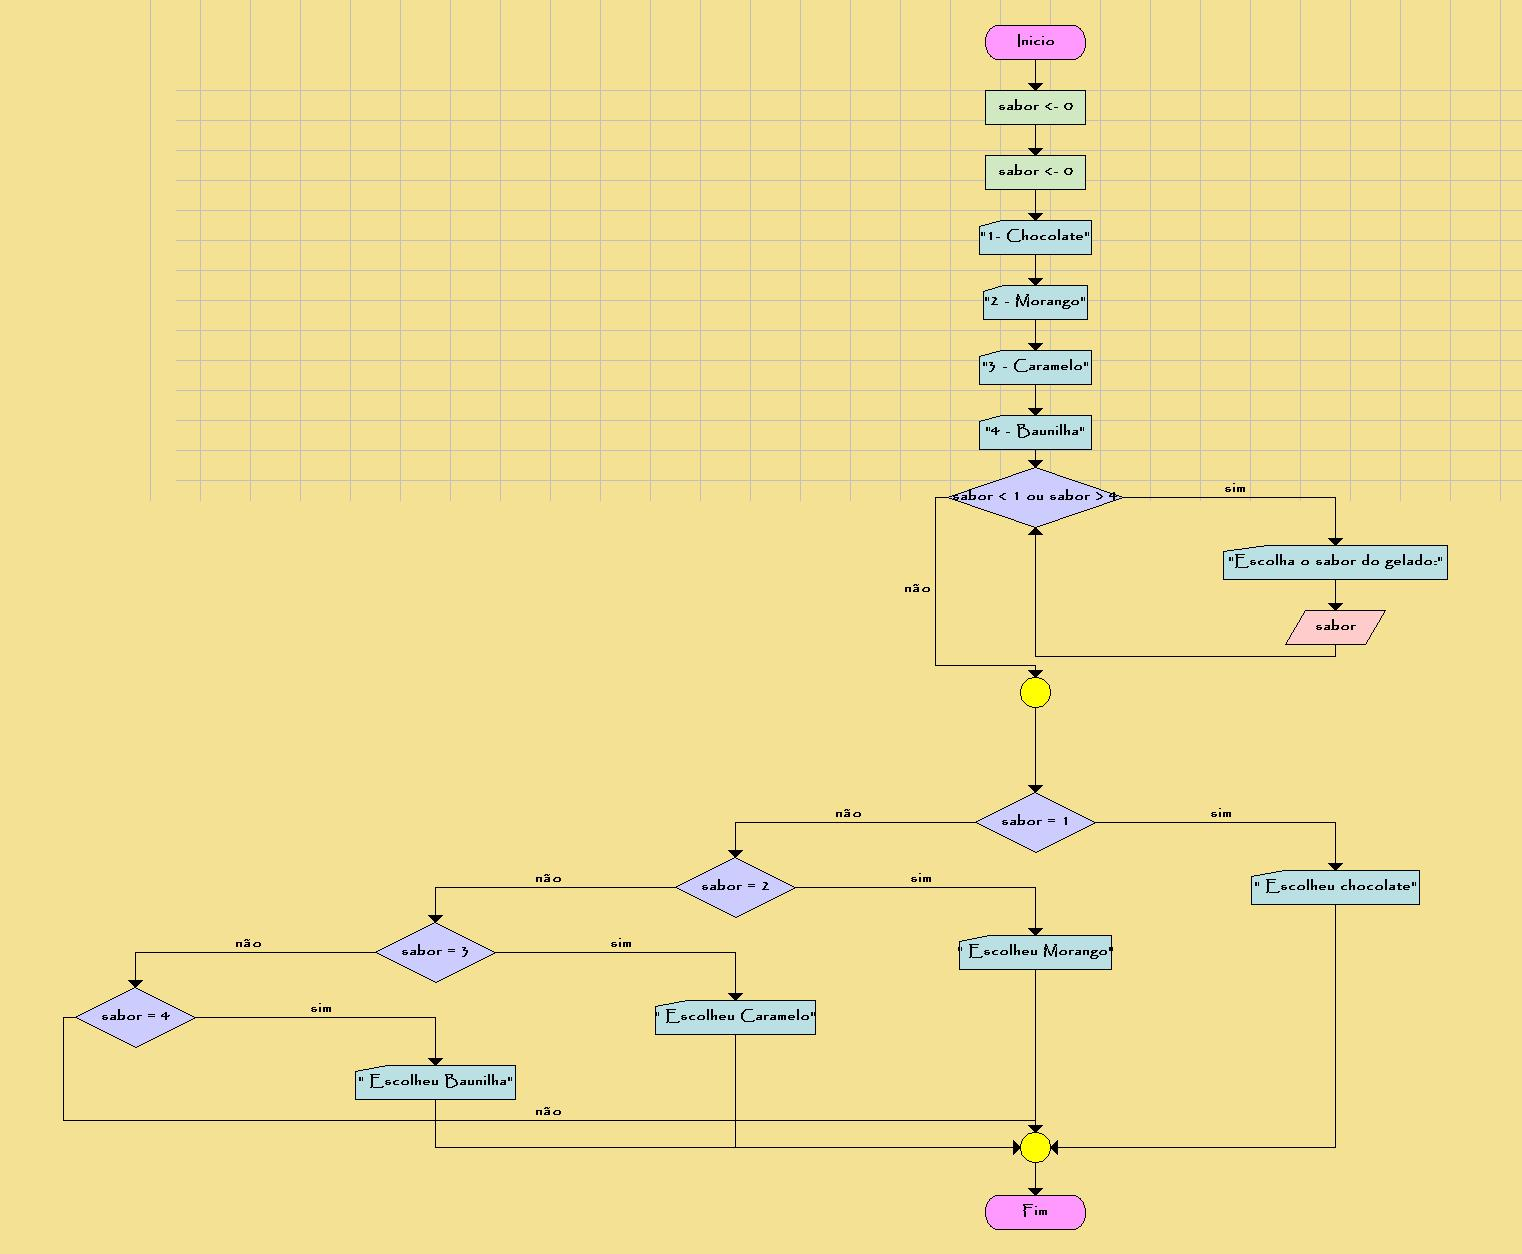 Inicio
sabor <- 0
sabor <- 0
"1- Chocolate"
"2 - Morango"
"3 - Caramelo"
"4 - Baunilha"
sabor < 1 ou sabor > 4
sim
"Escolha o sabor do gelado:"
não
sabor
sabor = 1
não
sim
sabor = 2
não
sim
" Escolheu chocolate"
sabor = 3
não
sim
" Escolheu Morango"
sabor = 4
sim
" Escolheu Caramelo"
" Escolheu Baunilha"
não
Fim